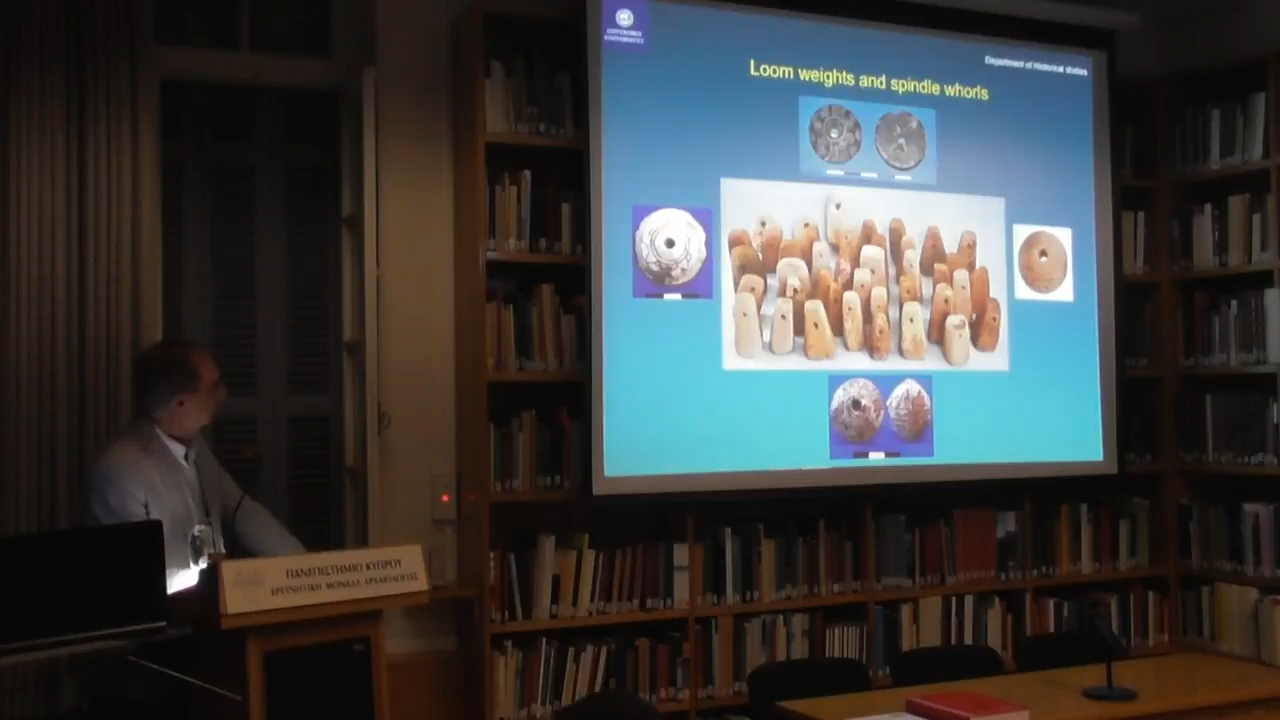 Department of Historical studies
Loom weights and spindle whorls
ΠΑΝΕΠΙΣΤΗΜΙΟ ΚΥΠΡΟΥ
ΕΡΕΥΝΗΤΙΚΗ ΜΟΝΑΔΑ ΑΡΧΑΙΟΛΟΓΙΑΣ